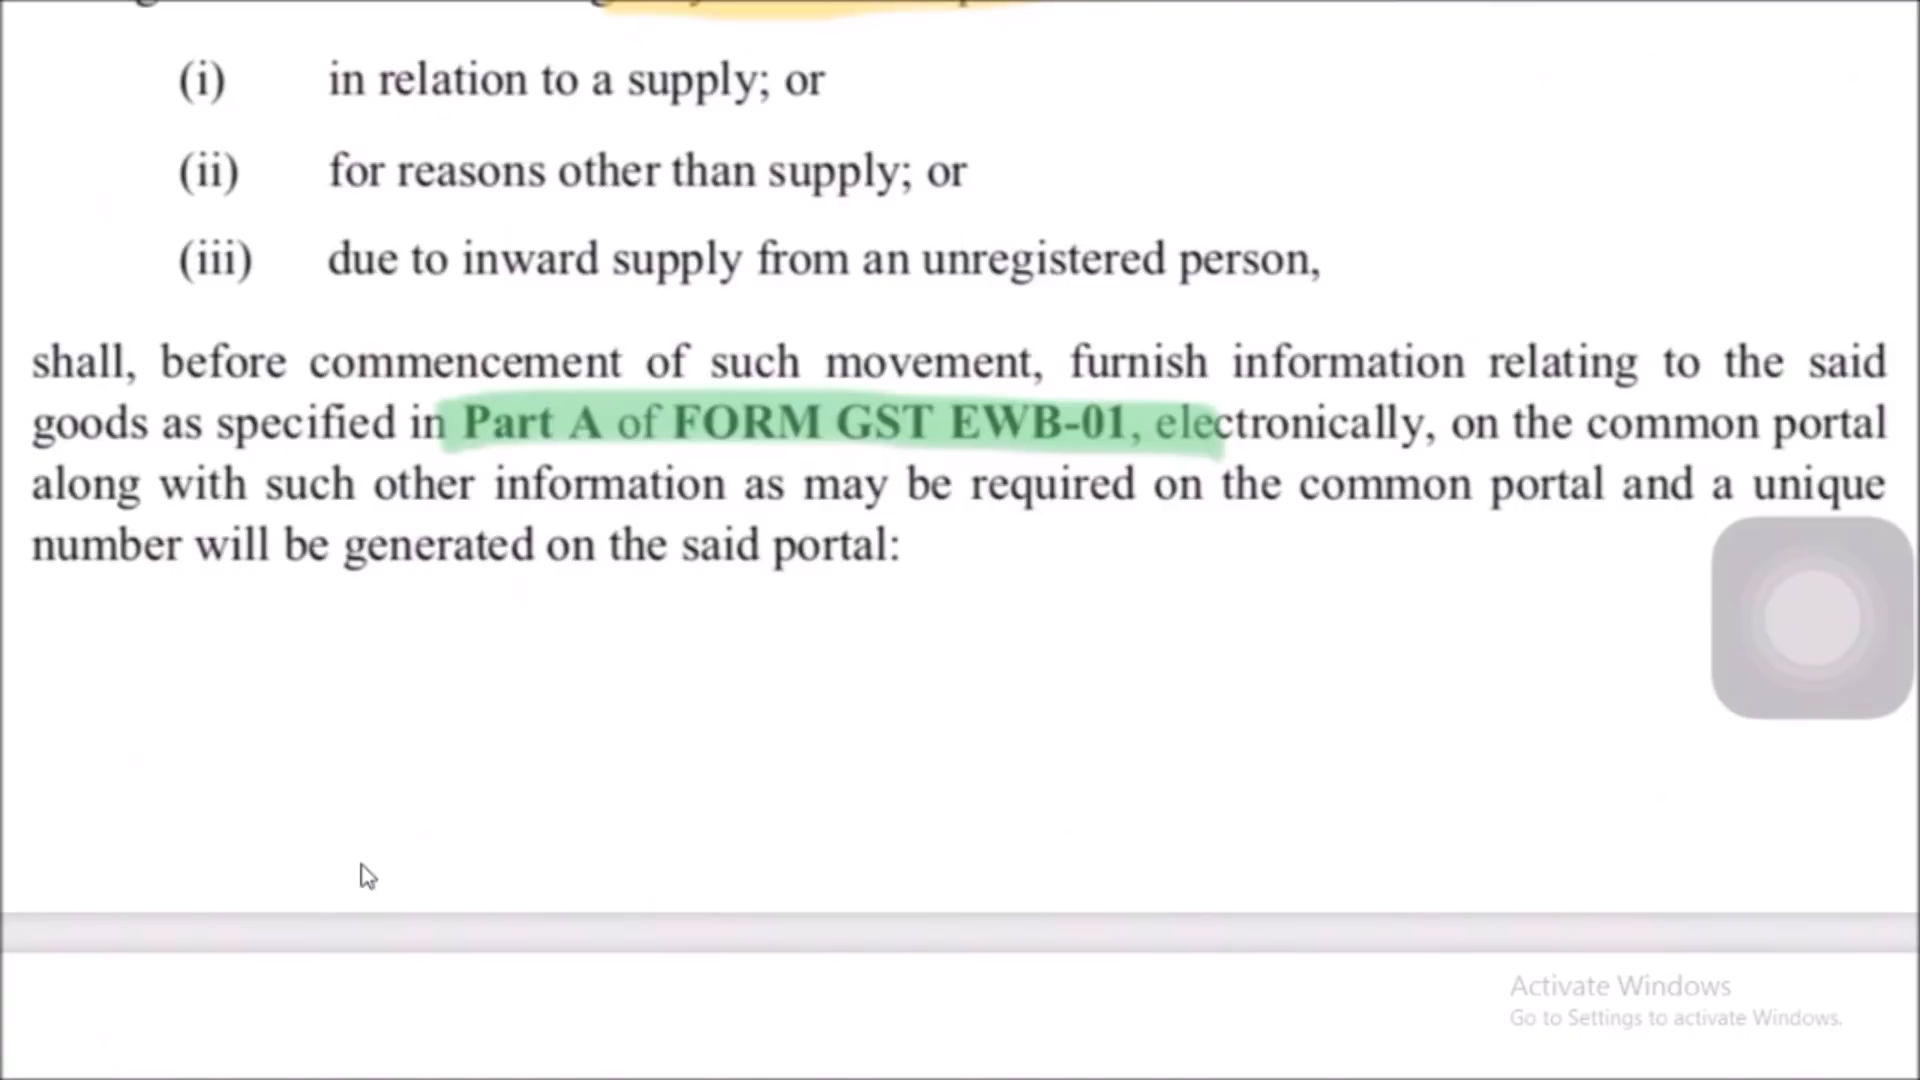 (i) in relation to a supply; or
(ii) for reasons other than supply; or
(iii) due to inward supply from an unregistered person,
shall, before commencement of such movement, furnish information relating to the said
goods as specified in Part A of FORM GST EWB-01, electronically, on the common portal
along with such other information as may be required on the common portal and a unique
number will be generated on the said portal:
Activate Windows
Go to Settings to activate Windows.